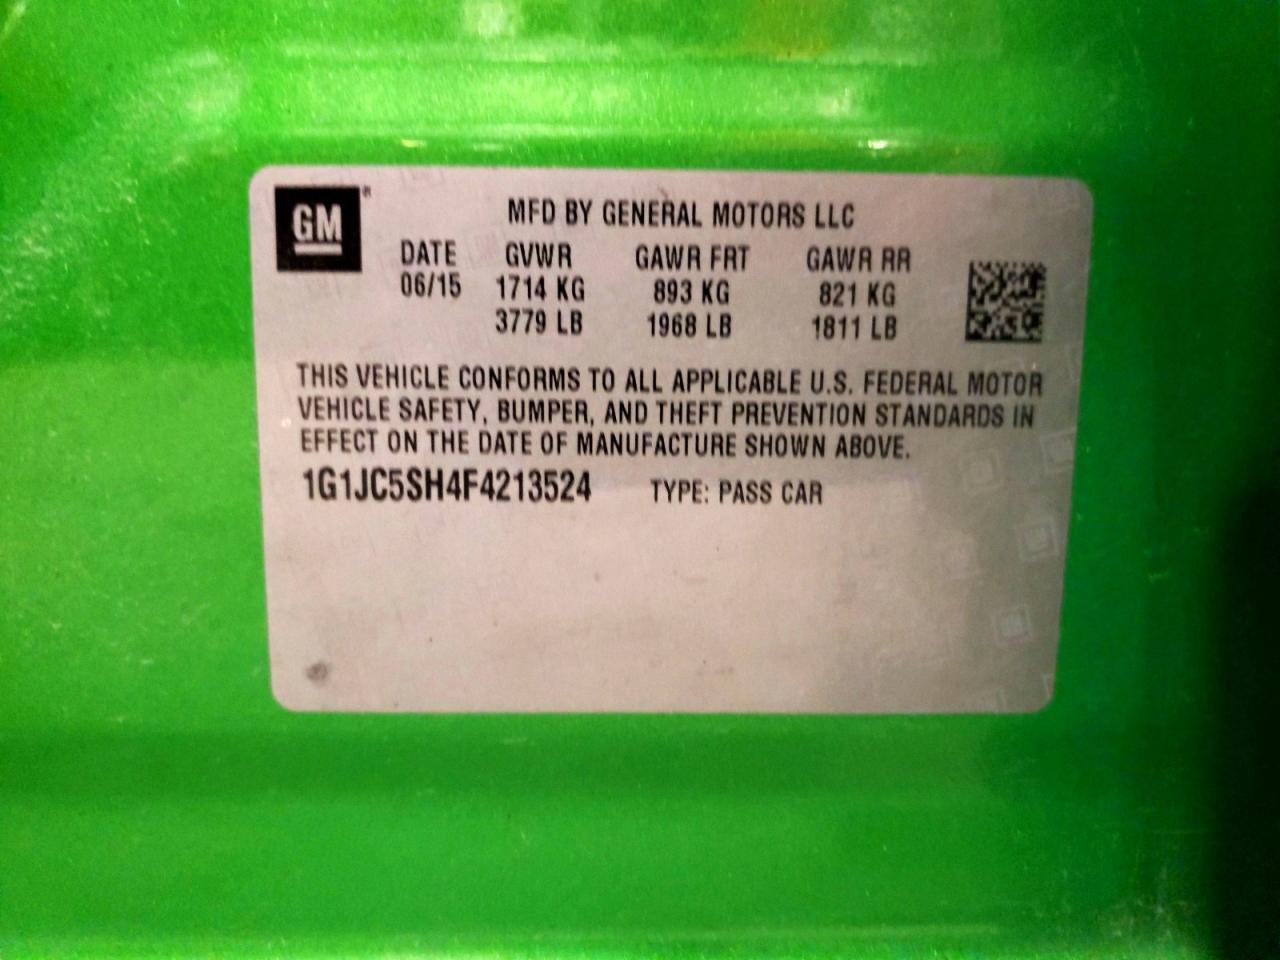 GM®
MFD BY GENERAL MOTORS LLC
DATE GVWR GAWR FRT GAWR RR
06/15 1714 KG 893 KG 821 KG
3779 LB 1968 LB 1811 LB
THIS VEHICLE CONFORMS TO ALL APPLICABLE U.S. FEDERAL MOTOR
VEHICLE SAFETY, BUMPER, AND THEFT PREVENTION STANDARDS IN
EFFECT ON THE DATE OF MANUFACTURE SHOWN ABOVE.
1G1JC5SH4F4213524 TYPE: PASS CAR